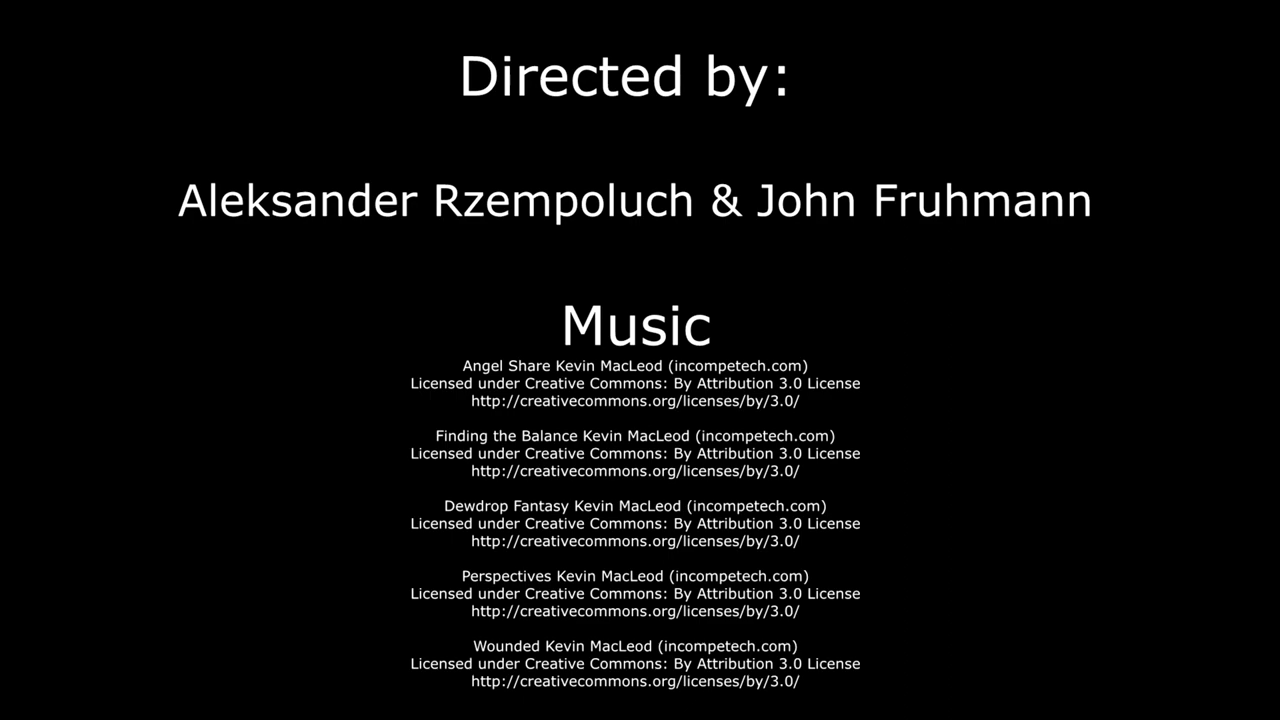 Directed by:
Aleksander Rzempoluch & John Fruhmann
Music
Angel Share Kevin MacLeod (incompetech.com)
Licensed under Creative Commons: By Attribution 3.0 License
http://creativecommons.org/licenses/by/3.0/
Finding the Balance Kevin MacLeod (incompetech.com)
Licensed under Creative Commons: By Attribution 3.0 License
http://creativecommons.org/licenses/by/3.0/
Dewdrop Fantasy Kevin MacLeod (incompetech.com)
Licensed under Creative Commons: By Attribution 3.0 License
http://creativecommons.org/licenses/by/3.0/
Perspectives Kevin MacLeod (incompetech.com)
Licensed under Creative Commons: By Attribution 3.0 License
http://creativecommons.org/licenses/by/3.0/
Wounded Kevin MacLeod (incompetech.com)
Licensed under Creative Commons: By Attribution 3.0 License
http://creativecommons.org/licenses/by/3.0/